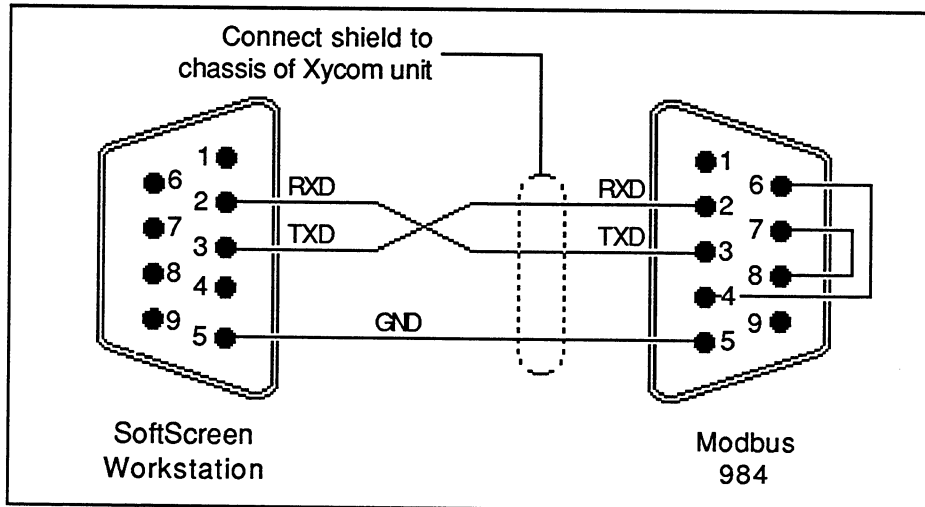 Connect shield to
chassis of Xycom unit
1
6
2
7
3
8
4
9
5
RXD
TXD
GND
RXD
TXD
1
6
2
7
3
8
4
9
5
SoftScreen
Workstation
Modbus
984